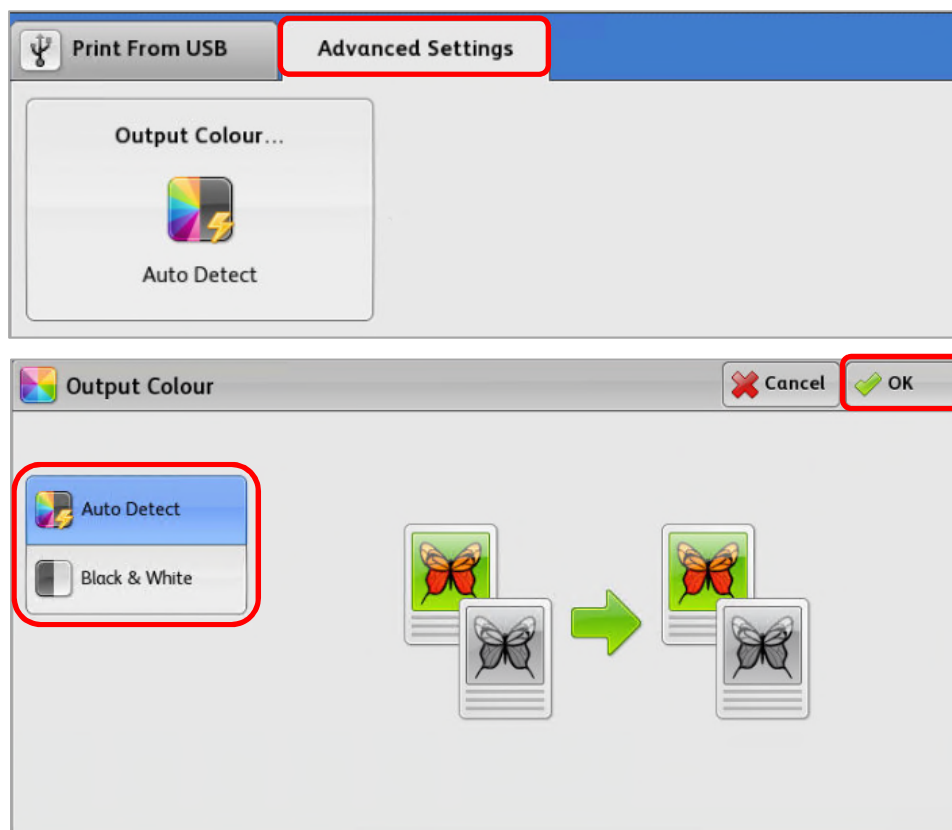 Print From USB
Advanced Settings
Output Colour...
Auto Detect
Output Colour
Cancel
OK
Auto Detect
Black & White